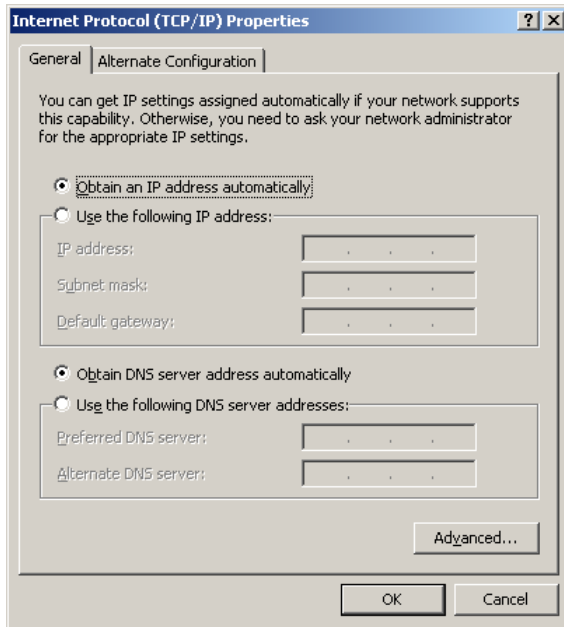 Internet Protocol (TCP/IP) Properties
General
Alternate Configuration
You can get IP settings assigned automatically if your network supports
this capability. Otherwise, you need to ask your network administrator
for the appropriate IP settings.
Obtain an IP address automatically
Use the following IP address:
IP address:
Subnet mask:
Default gateway:
Obtain DNS server address automatically
Use the following DNS server addresses:
Preferred DNS server:
Alternate DNS server:
Advanced...
OK
Cancel